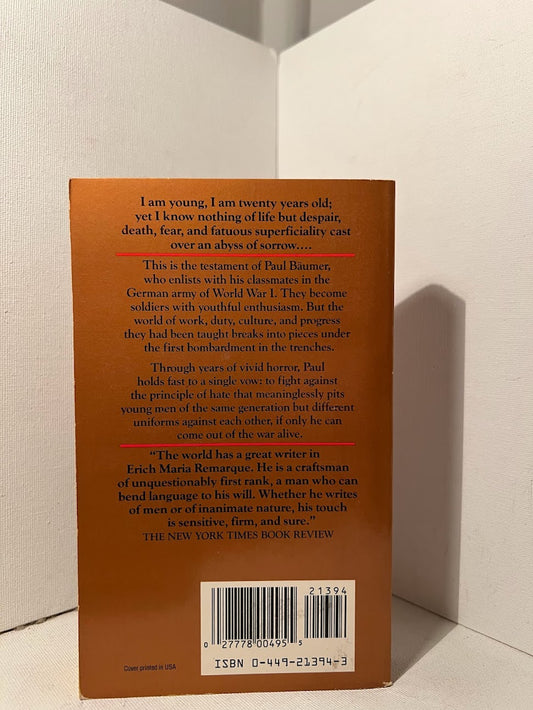 I am young, I am twenty years old;
yet I know nothing of life but despair,
death, fear, and fatuous superficiality cast
over an abyss of sorrow....
This is the testament of Paul Bäumer,
who enlists with his classmates in the
German army of World War I. They become
soldiers with youthful enthusiasm. But the
world of work, duty, culture, and progress
they had been taught breaks into pieces under
the first bombardment in the trenches.
Through years of vivid horror, Paul
holds fast to a single vow: to fight against
the principle of hate that meaninglessly pits
young men of the same generation but different
uniforms against each other, if only he can
come out of the war alive.
“The world has a great writer in
Erich Maria Remarque. He is a craftsman
of unquestionably first rank, a man who can
bend language to his will. Whether he writes
of men or of inanimate nature, his touch
is sensitive, firm, and sure.”
THE NEW YORK TIMES BOOK REVIEW
21394
0 27778 00495 5
ISBN 0-449-21394-3
Cover printed in USA